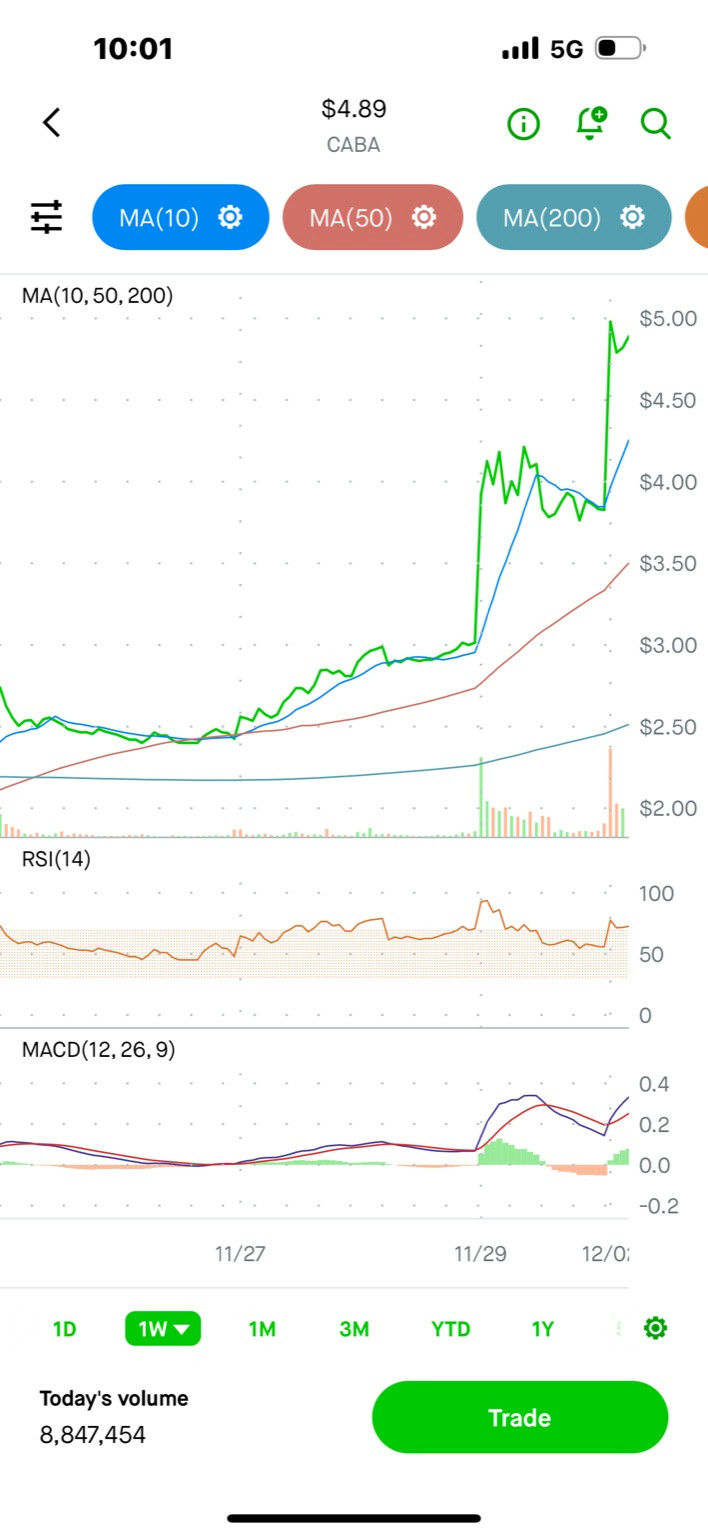 10:01
5G
$4.89
CABA
MA(10)
MA(50)
MA(200)
MA(10, 50, 200)
$5.00
$4.50
$4.00
$3.50
$3.00
$2.50
$2.00
RSI(14)
100
50
0
MACD(12, 26, 9)
0.4
0.2
0.0
-0.2
11/27 11/29 12/02
1D 1W 1M 3M YTD 1Y
Today's volume
8,847,454
Trade